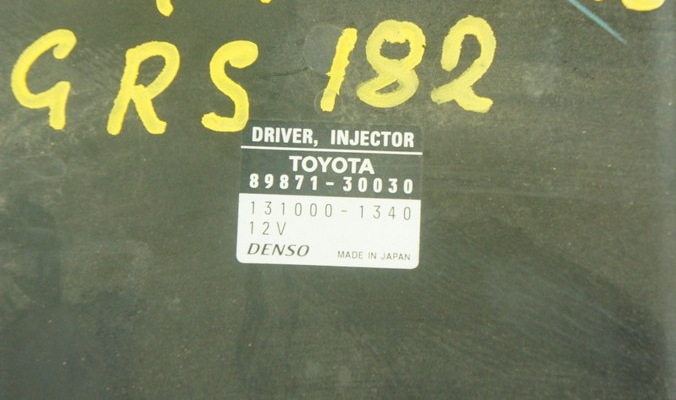 GRS 182
DRIVER, INJECTOR
TOYOTA
89871-30030
131000-1340
12V
DENSO MADE IN JAPAN